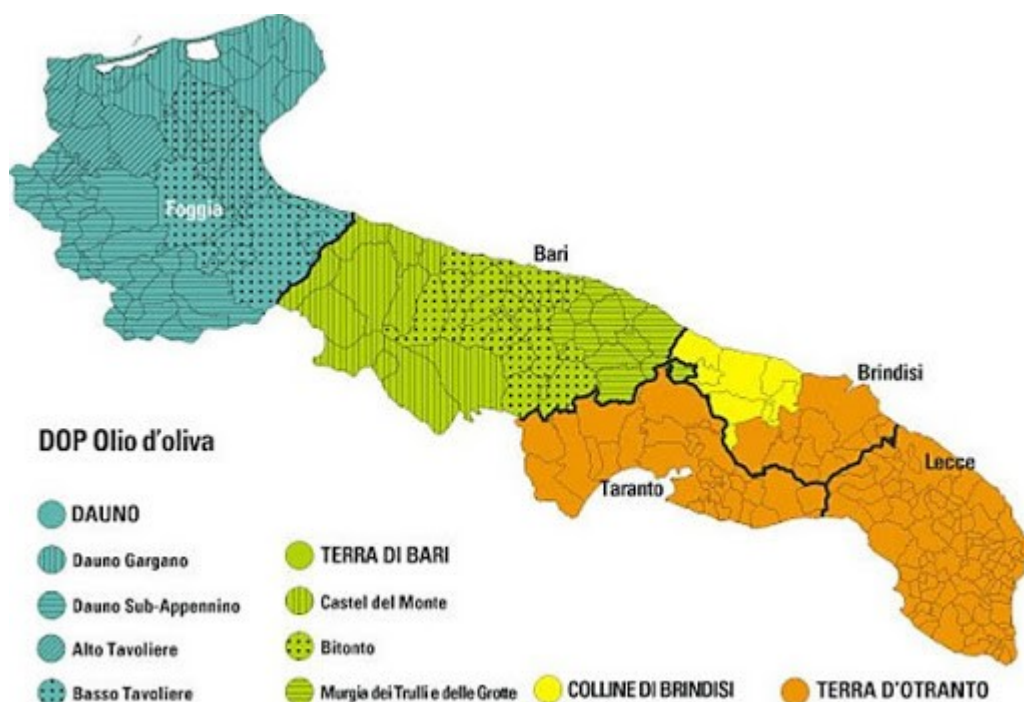 Foggia
Bari
Brindisi
Lecce
Taranto
DOP Olio d'oliva
DAUNO
Dauno Gargano
Dauno Sub-Appennino
Alto Tavoliere
Basso Tavoliere
TERRA DI BARI
Castel del Monte
Bitonto
Murgia dei Trulli e delle Grotte
COLLINE DI BRINDISI
TERRA D'OTRANTO